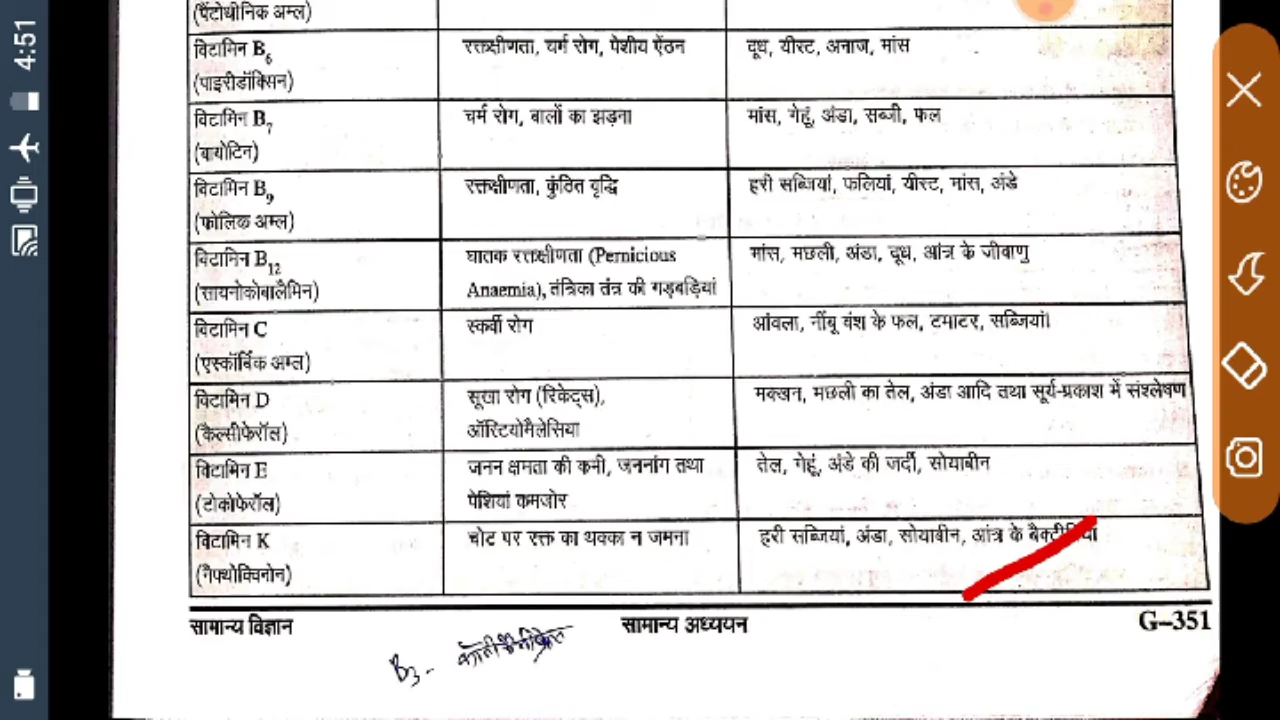 4:51
(पैंटोथीनिक अम्ल)
विटामिन B6 रक्तक्षीणता, चर्म रोग, पेशीय ऐंठन दूध, यीस्ट, अनाज, मांस
(पाइरीडॉक्सिन)
विटामिन B7 चर्म रोग, बालों का झड़ना मांस, गेहूं, अंडा, सब्जी, फल
(बायोटिन)
विटामिन B9 रक्तक्षीणता, कुंठित वृद्धि हरी सब्जियां, फलियां, यीस्ट, मांस, अंडे
(फोलिक अम्ल)
विटामिन B12 घातक रक्तक्षीणता (Pernicious मांस, मछली, अंडा, दूध, आंत्र के जीवाणु
(सायनोकोबालैमिन) Anaemia), तंत्रिका तंत्र की गड़बड़ियां
विटामिन C स्कर्वी रोग आंवला, नींबू वंश के फल, टमाटर, सब्जियां।
(एस्कॉर्बिक अम्ल)
विटामिन D सूखा रोग (रिकेट्स), मक्खन, मछली का तेल, अंडा आदि तथा सूर्य-प्रकाश में संश्लेषण
(कैल्सीफेरॉल) ऑस्टियोमैलेसिया
विटामिन E जनन क्षमता की कमी, जननांग तथा तेल, गेहूं, अंडे की जर्दी, सोयाबीन
(टोकोफेरॉल) पेशियां कमजोर
विटामिन K चोट पर रक्त का थक्का न जमना हरी सब्जियां, अंडा, सोयाबीन, आंत्र के बैक्टीरिया
(नैफ्थोक्विनोन)
सामान्य विज्ञान सामान्य अध्ययन G–351
B3 -